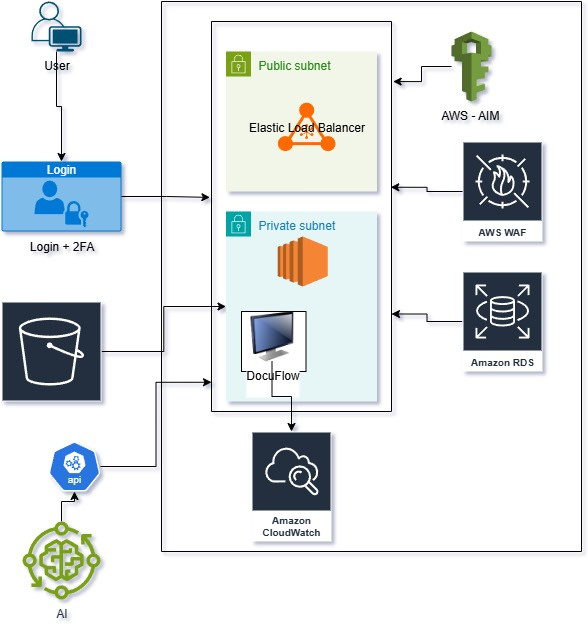 User
Public subnet
Elastic Load Balancer
AWS - AIM
Login
Login + 2FA
AWS WAF
Private subnet
DocuFlow
Amazon RDS
api
Amazon
CloudWatch
AI